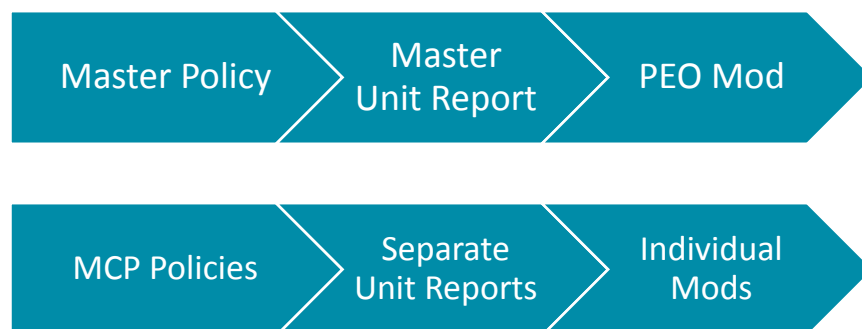 Master Policy
Master
Unit Report
PEO Mod
MCP Policies
Separate
Unit Reports
Individual
Mods